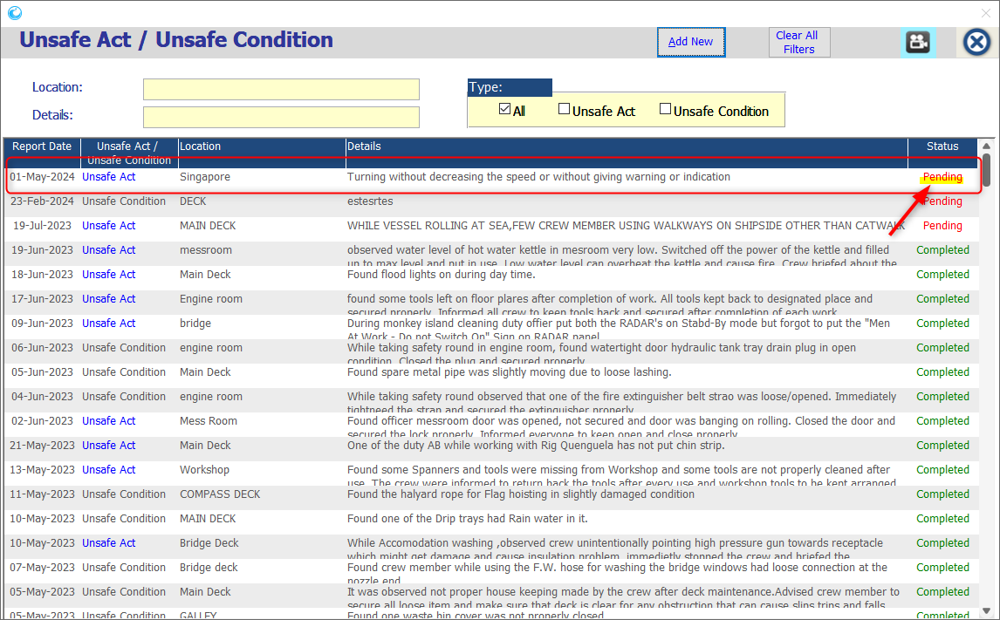 Unsafe Act / Unsafe Condition
Add New
Clear All
Filters
Location:
Details:
Type:
All Unsafe Act Unsafe Condition
Report Date Unsafe Act / Location Details Status
Unsafe Condition
01-May-2024 Unsafe Act Singapore Turning without decreasing the speed or without giving warning or indication Pending
23-Feb-2024 Unsafe Condition DECK estesrtes Pending
19-Jul-2023 Unsafe Act MAIN DECK WHILE VESSEL ROLLING AT SEA,FEW CREW MEMBER USING WALKWAYS ON SHIPSIDE OTHER THAN CATWALK Pending
19-Jun-2023 Unsafe Act messroom observed water level of hot water kettle in mesroom very low. Switched off the power of the kettle and filled Completed
up to max level and put in use. Low water level can overheat the kettle and cause fire. Crew briefed about the
18-Jun-2023 Unsafe Act Main Deck Found flood lights on during day time. Completed
17-Jun-2023 Unsafe Act Engine room found some tools left on floor plares after completion of work. All tools kept back to designated place and Completed
secured properly. Informed all crew to keep tools back and secured after completion of each work.
09-Jun-2023 Unsafe Act bridge During monkey island cleaning duty offier put both the RADAR's on Stabd-By mode but forgot to put the "Men Completed
At Work - Do not Switch On" Sign on RADAR panel
06-Jun-2023 Unsafe Condition engine room While taking safety round in engine room, found watertight door hydraulic tank tray drain plug in open Completed
condition. Closed the plug and secured properly.
05-Jun-2023 Unsafe Condition Main Deck Found spare metal pipe was slightly moving due to loose lashing. Completed
04-Jun-2023 Unsafe Condition engine room While taking safety round observed that one of the fire extinguisher belt strao was loose/opened. Immediately Completed
tightneed the strap and secured the extinguisher properly.
02-Jun-2023 Unsafe Act Mess Room Found officer messroom door was opened, not secured and door was banging on rolling. Closed the door and Completed
secured the lock properly. Informed everyone to keep open and close properly.
21-May-2023 Unsafe Act Main Deck One of the duty AB while working with Rig Quenguela has not put chin strip. Completed
13-May-2023 Unsafe Act Workshop Found some Spanners and tools were missing from Workshop and some tools are not properly cleaned after Completed
use. The crew were informed to return back the tools after every use and workshop tools to be kept arranged
11-May-2023 Unsafe Condition COMPASS DECK Found the halyard rope for Flag hoisting in slightly damaged condition Completed
10-May-2023 Unsafe Condition MAIN DECK Found one of the Drip trays had Rain water in it. Completed
10-May-2023 Unsafe Act Bridge Deck While Accomodation washing ,observed crew unintentionally pointing high pressure gun towards receptacle Completed
which might get damage and cause insulation problem, immedietly stopped the crew and briefed the
07-May-2023 Unsafe Condition Bridge deck Found crew member while using the F.W. hose for washing the bridge windows had loose connection at the Completed
nozzle end
05-May-2023 Unsafe Condition Main Deck It was observed not proper house keeping made by the crew after deck maintenance.Advised crew member to Completed
secure all loose item and make sure that deck is clear for any obstruction that can cause slips trips and falls
05-May-2023 Unsafe Condition GALLEY Found one waste bin cover was not properly closed Completed